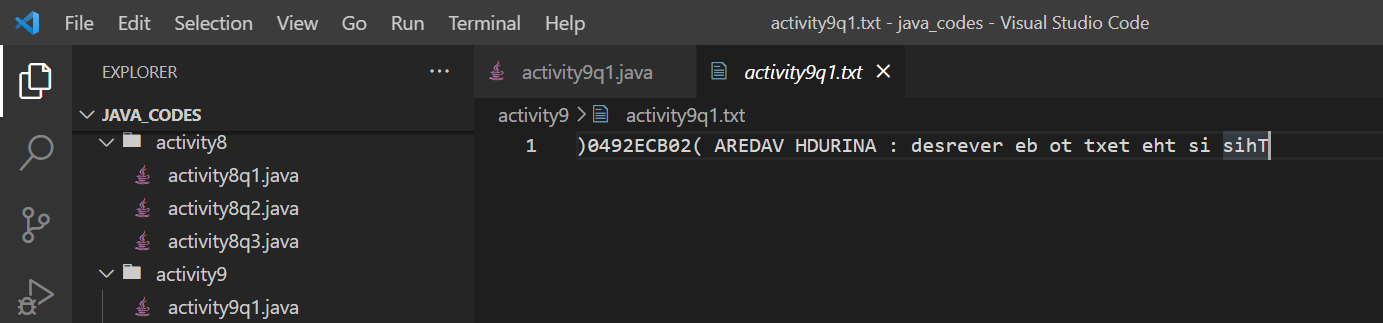 File Edit Selection View Go Run Terminal Help activity9q1.txt - java_codes - Visual Studio Code
EXPLORER ... activity9q1.java activity9q1.txt
JAVA_CODES activity9 > activity9q1.txt
activity8 1 )0492ECB02( AREDAV HDURINA : desrever eb ot txet eht si sihT
activity8q1.java
activity8q2.java
activity8q3.java
activity9
activity9q1.java